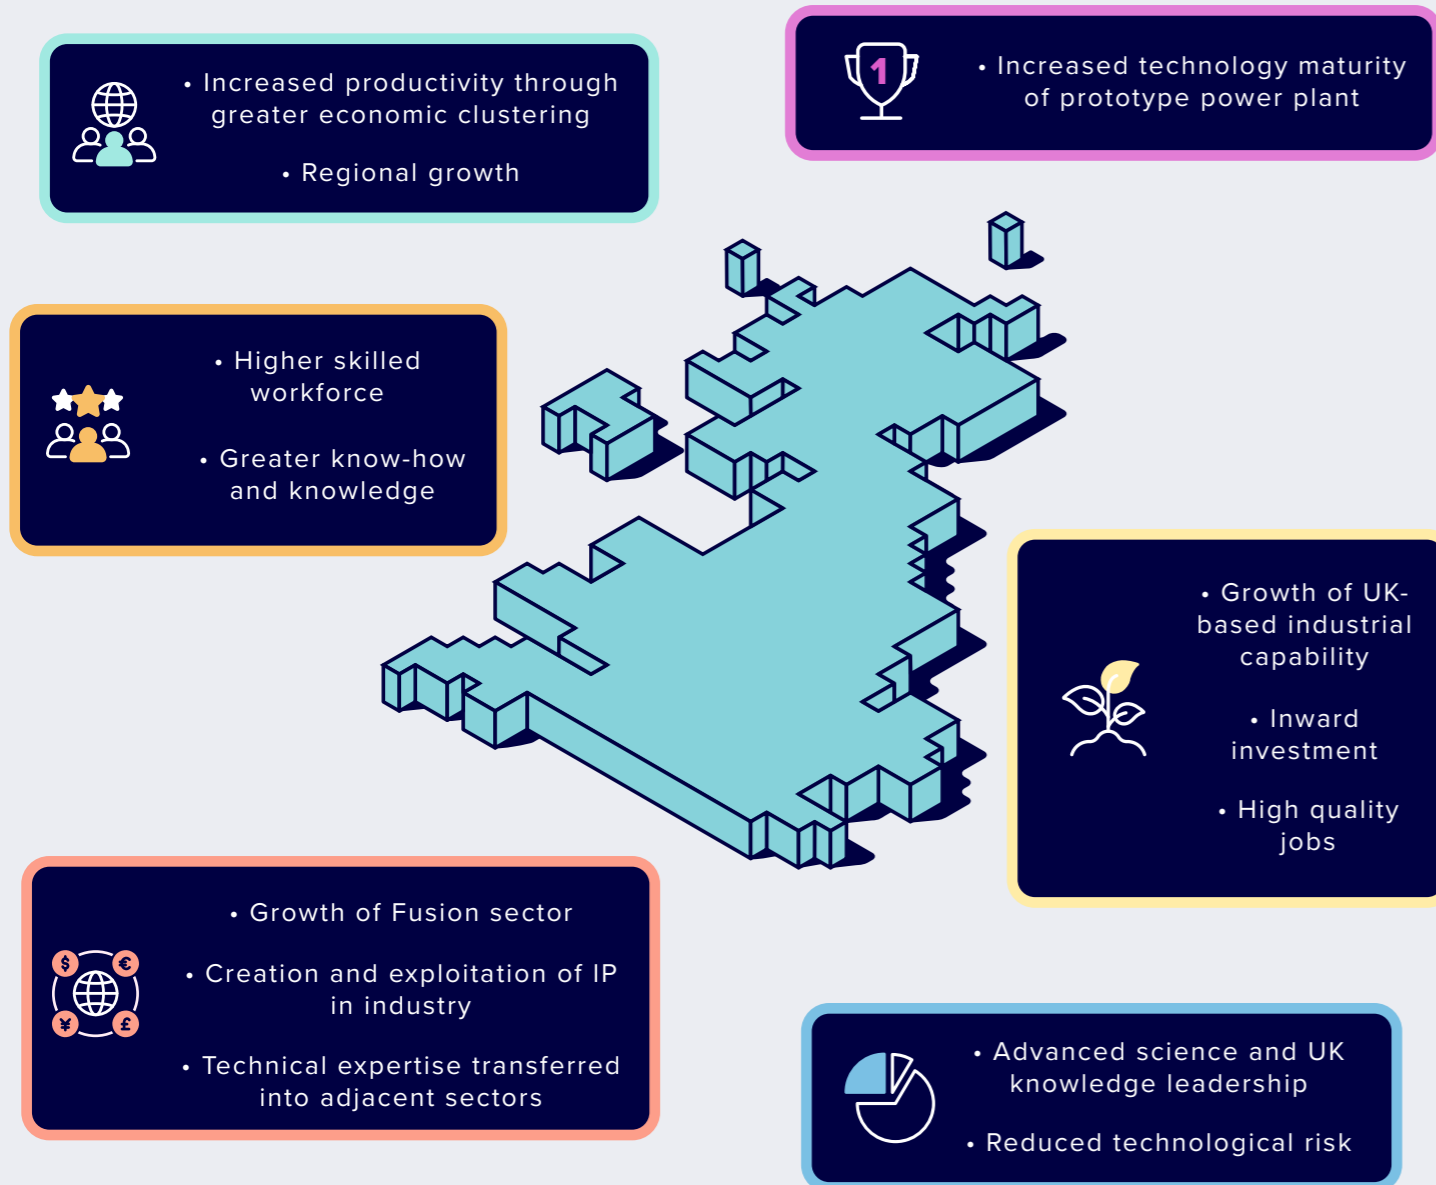 • Increased productivity through
greater economic clustering
• Regional growth
1
• Increased technology maturity
of prototype power plant
• Higher skilled
workforce
• Greater know-how
and knowledge
• Growth of UK-
based industrial
capability
• Inward
investment
• High quality
jobs
• Growth of Fusion sector
• Creation and exploitation of IP
in industry
• Technical expertise transferred
into adjacent sectors
$ €
¥ £
• Advanced science and UK
knowledge leadership
• Reduced technological risk